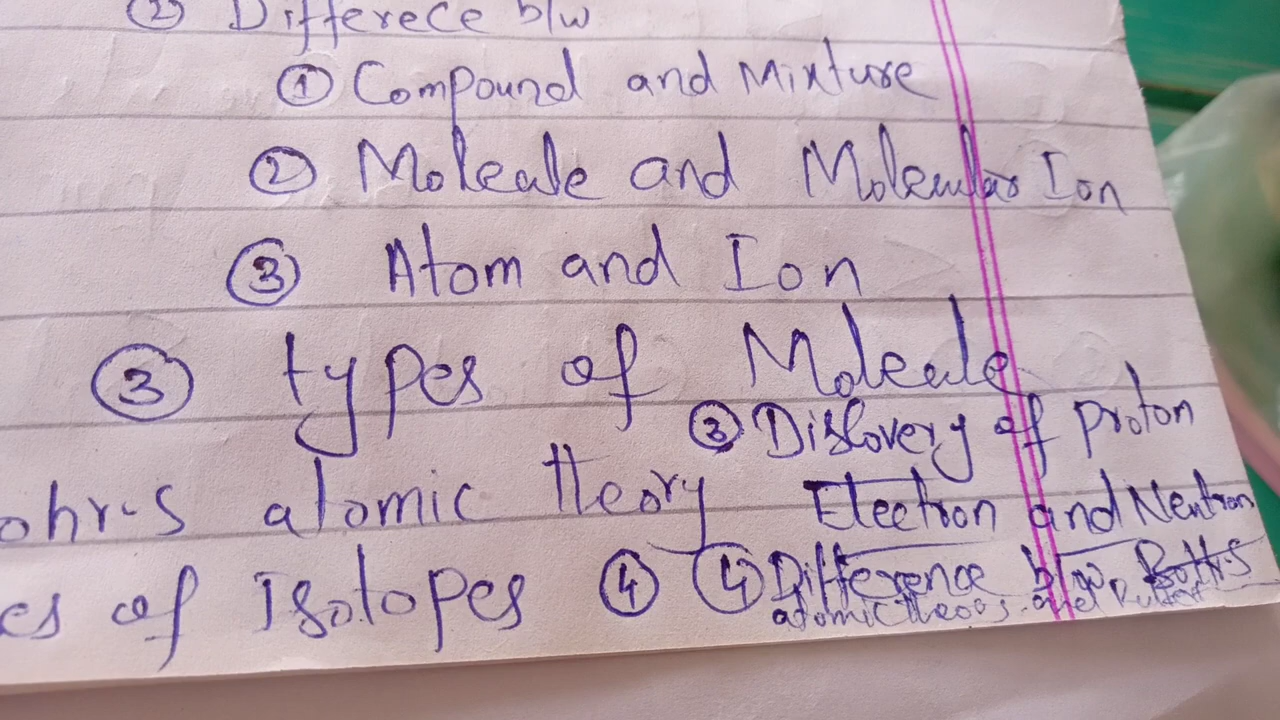 ② Differece b/w
① Compound and Mixture
② Molecule and Molecular Ion
③ Atom and Ion
③ types of Molecule
③ Discovery of proton
ohr-s atomic theory Electron and Neutron
es of Isotopes ④ ④ Difference b/w Bohr-s
atomic theory and